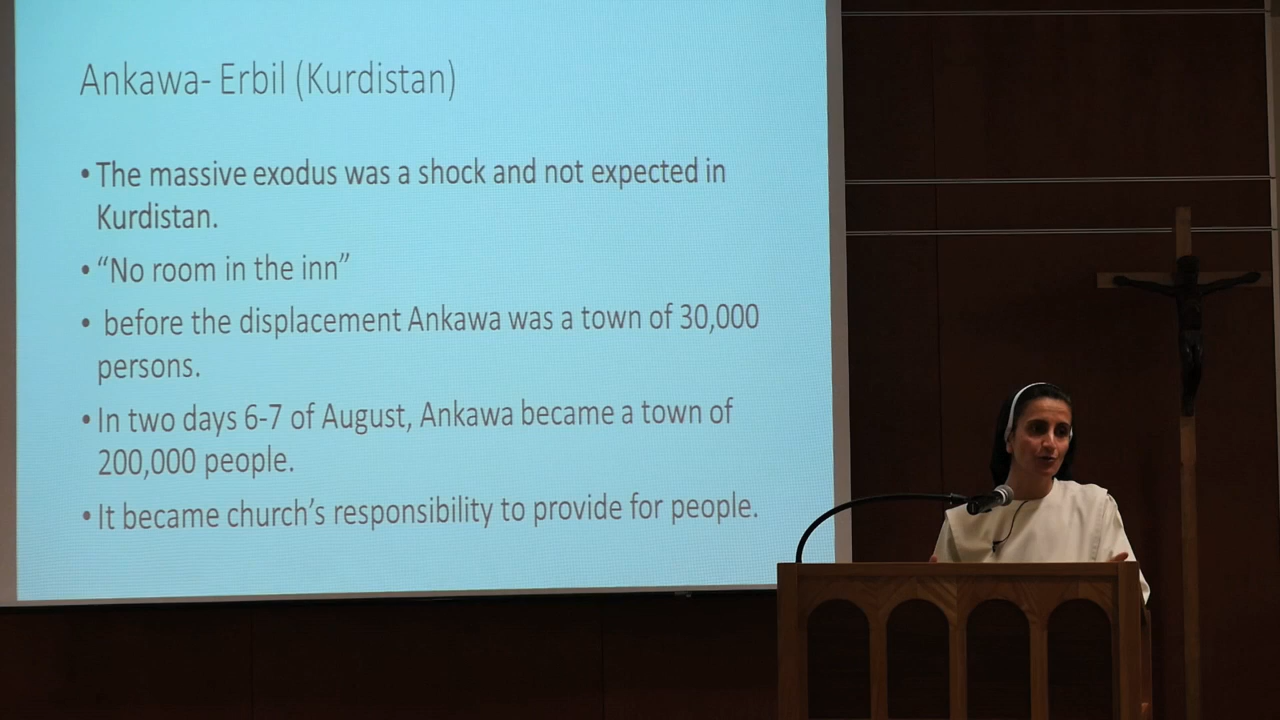 Ankawa- Erbil (Kurdistan)
• The massive exodus was a shock and not expected in
Kurdistan.
• “No room in the inn”
• before the displacement Ankawa was a town of 30,000
persons.
• In two days 6-7 of August, Ankawa became a town of
200,000 people.
• It became church’s responsibility to provide for people.